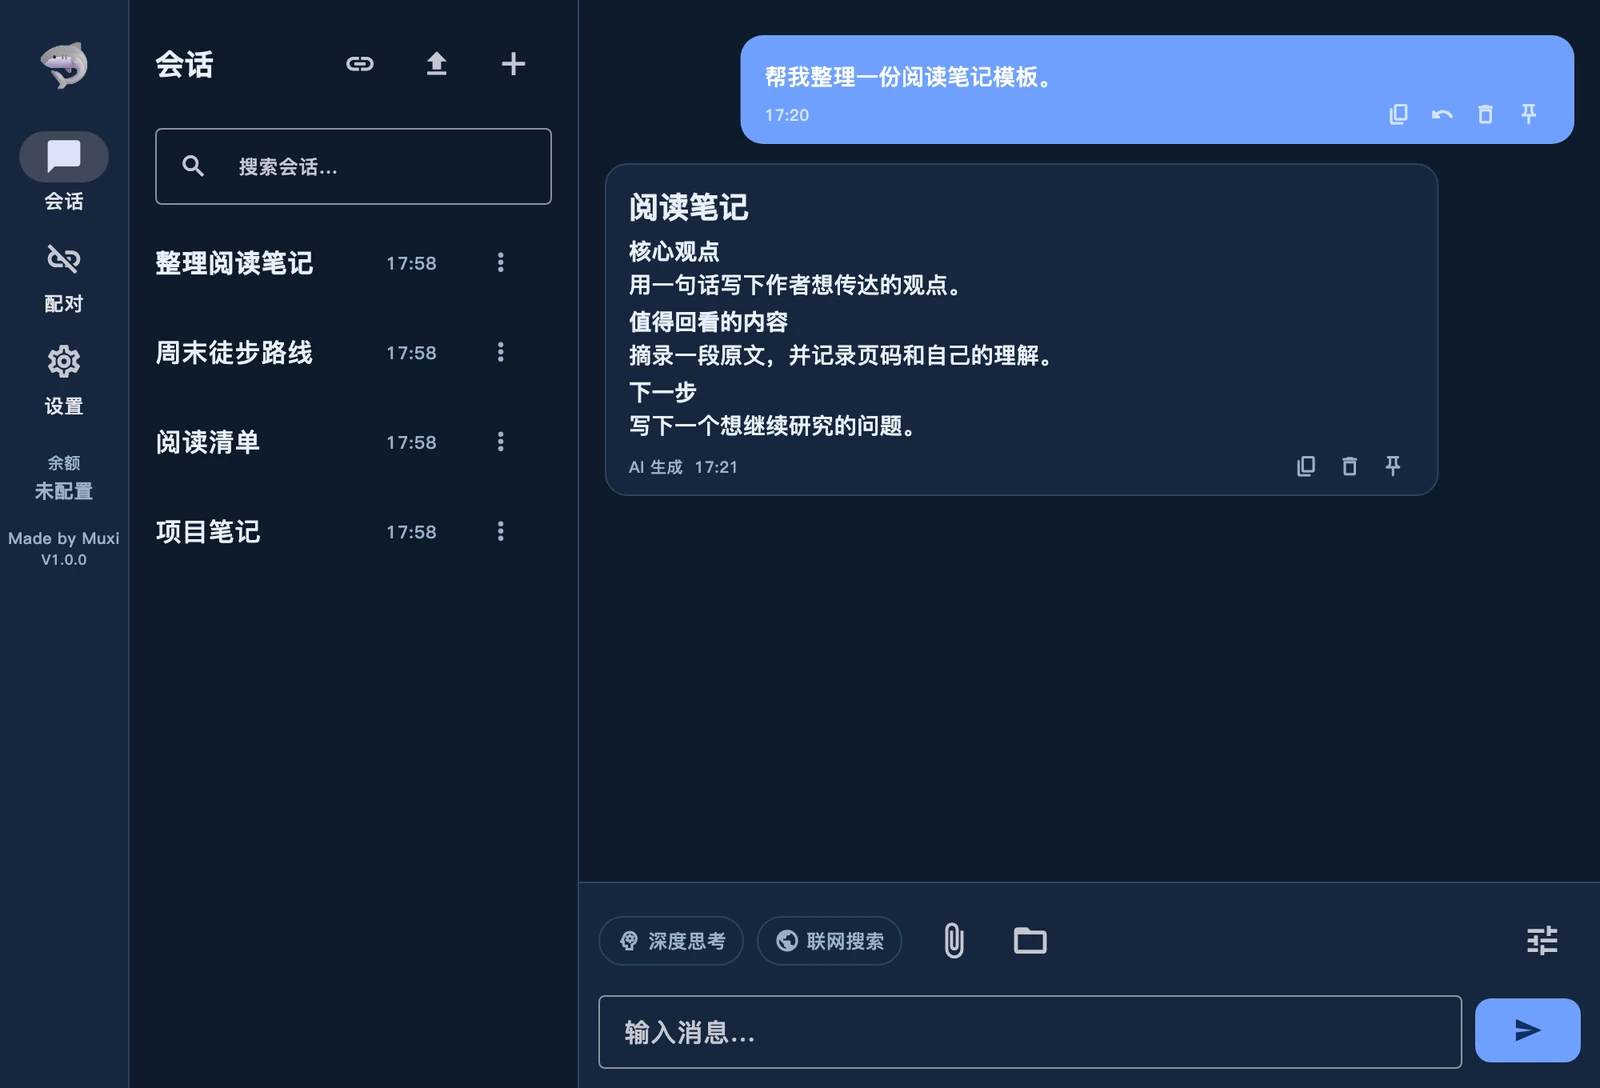 会话
配对
设置
余额
未配置
Made by Muxi
V1.0.0
会话
搜索会话...
整理阅读笔记 17:58
周末徒步路线 17:58
阅读清单 17:58
项目笔记 17:58
帮我整理一份阅读笔记模板。
17:20
阅读笔记
核心观点
用一句话写下作者想传达的观点。
值得回看的内容
摘录一段原文，并记录页码和自己的理解。
下一步
写下一个想继续研究的问题。
AI 生成 17:21
深度思考 联网搜索
输入消息...